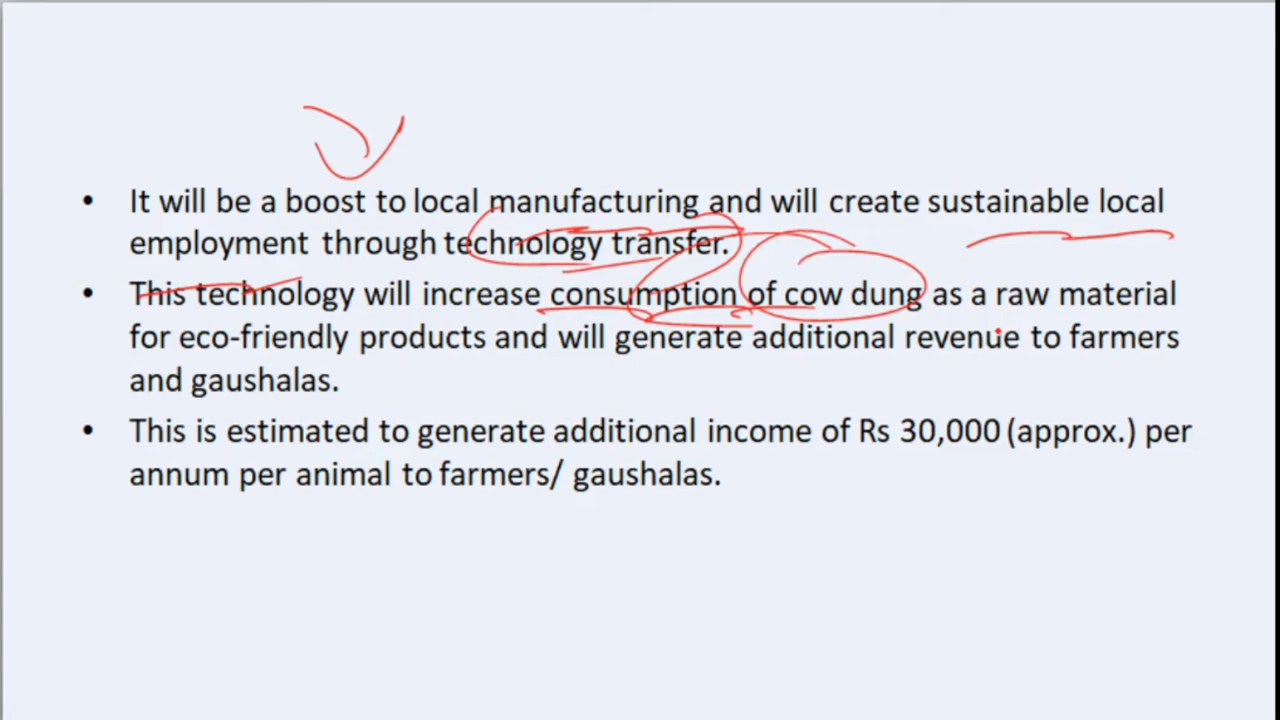 • It will be a boost to local manufacturing and will create sustainable local
employment through technology transfer.
• This technology will increase consumption of cow dung as a raw material
for eco-friendly products and will generate additional revenue to farmers
and gaushalas.
• This is estimated to generate additional income of Rs 30,000 (approx.) per
annum per animal to farmers/ gaushalas.